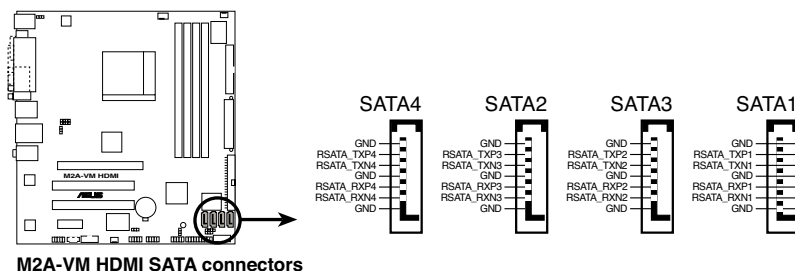 SATA4
GND
RSATA_TXP4
RSATA_TXN4
GND
RSATA_RXP4
RSATA_RXN4
GND
SATA2
GND
RSATA_TXP3
RSATA_TXN3
GND
RSATA_RXP3
RSATA_RXN3
GND
SATA3
GND
RSATA_TXP2
RSATA_TXN2
GND
RSATA_RXP2
RSATA_RXN2
GND
SATA1
GND
RSATA_TXP1
RSATA_TXN1
GND
RSATA_RXP1
RSATA_RXN1
GND
M2A-VM HDMI
ASUS
M2A-VM HDMI SATA connectors